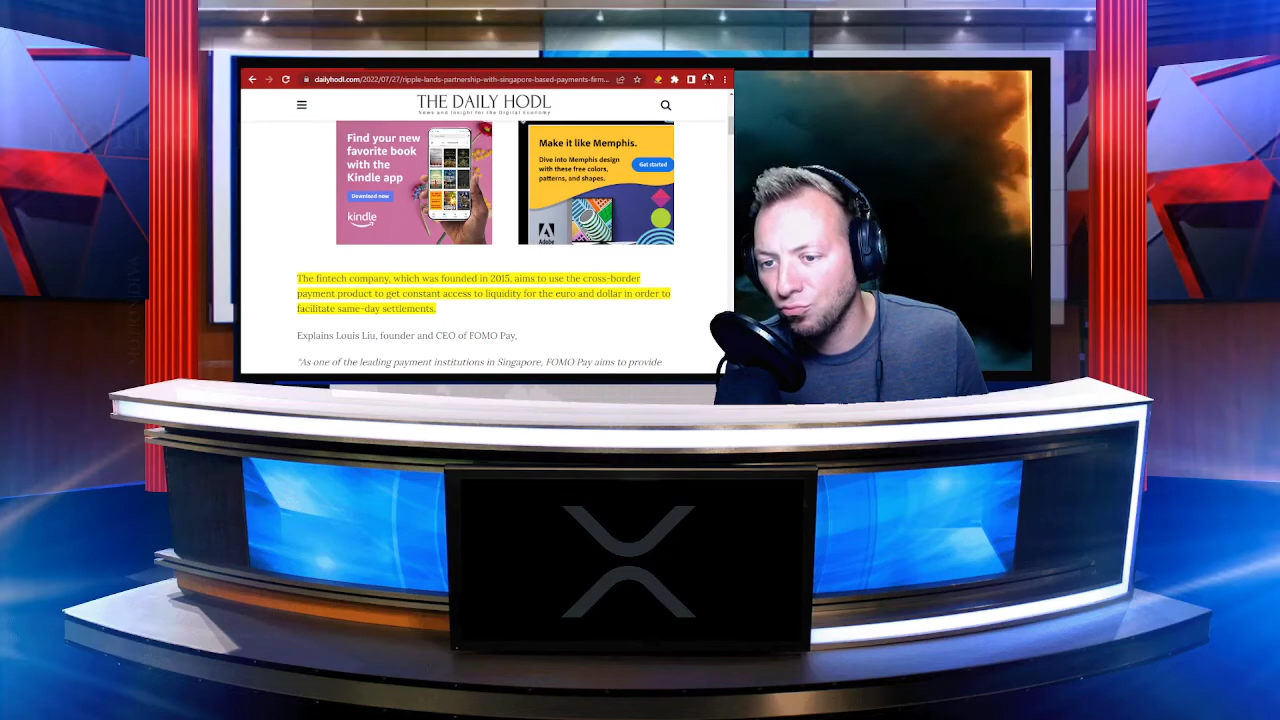 dailyhodl.com/2022/07/27/ripple-lands-partnership-with-singapore-based-payments-firm...
THE DAILY HODL
News and Insight for the Digital Economy
Find your new
favorite book
with the
Kindle app
Download now
kindle
Make it like Memphis.
Dive into Memphis design
with these free colors,
patterns, and shapes.
Get started
Adobe
The fintech company, which was founded in 2015, aims to use the cross-border
payment product to get constant access to liquidity for the euro and dollar in order to
facilitate same-day settlements.
Explains Louis Liu, founder and CEO of FOMO Pay,
"As one of the leading payment institutions in Singapore, FOMO Pay aims to provide